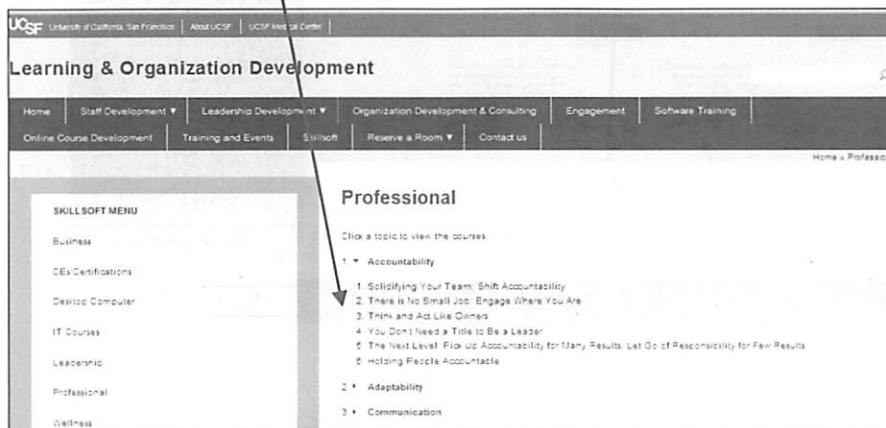 UCSF University of California, San Francisco | About UCSF | UCSF Medical Center
Learning & Organization Development
Home Staff Development ▼ Leadership Development ▼ Organization Development & Consulting Engagement Software Training
Online Course Development Training and Events Skillsoft Reserve a Room ▼ Contact us
Home » Professio
SKILLSOFT MENU
Business
CEs/Certifications
Desktop Computer
IT Courses
Leadership
Professional
Wellness
Professional
Click a topic to view the courses.
1 ▾ Accountability
1. Solidifying Your Team: Shift Accountability
2. There is No Small Job: Engage Where You Are
3. Think and Act Like Owners
4. You Don't Need a Title to Be a Leader
5. The Next Level: Pick Up Accountability for Many Results, Let Go of Responsibility for Few Results
6. Holding People Accountable
2 ▸ Adaptability
3 ▸ Communication